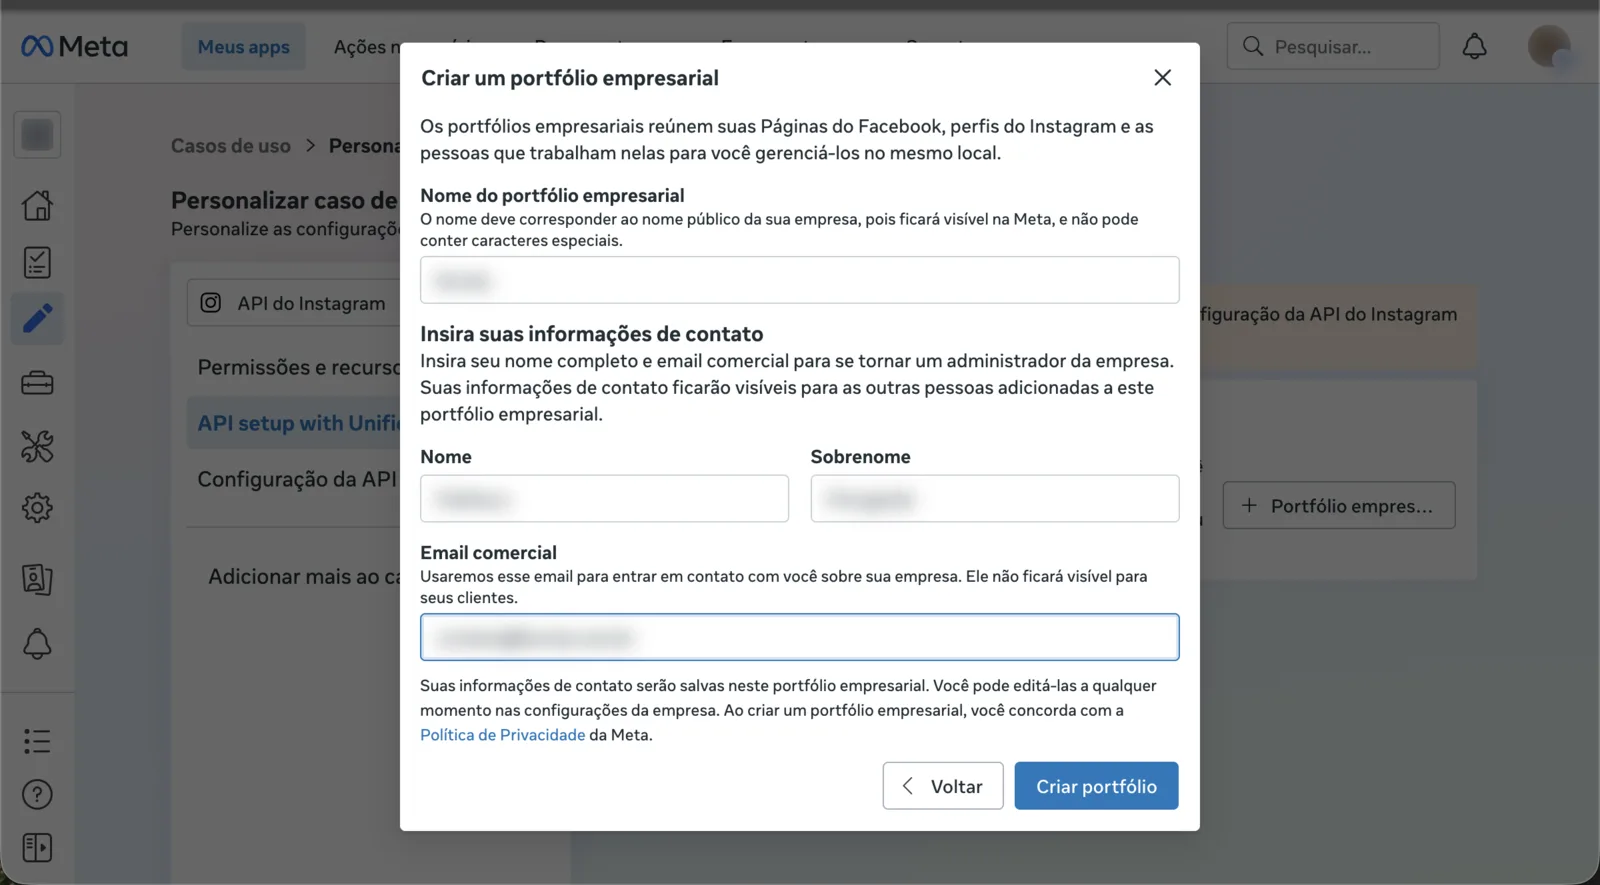 Meta
Meus apps
Ações
Pesquisar...
Casos de uso > Persona
Personalizar caso de
Personalize as configuraçõ
API do Instagram
Permissões e recurso
API setup with Unifie
Configuração da API
Adicionar mais ao ca
Criar um portfólio empresarial
Os portfólios empresariais reúnem suas Páginas do Facebook, perfis do Instagram e as
pessoas que trabalham nelas para você gerenciá-los no mesmo local.
Nome do portfólio empresarial
O nome deve corresponder ao nome público da sua empresa, pois ficará visível na Meta, e não pode
conter caracteres especiais.
Insira suas informações de contato
Insira seu nome completo e email comercial para se tornar um administrador da empresa.
Suas informações de contato ficarão visíveis para as outras pessoas adicionadas a este
portfólio empresarial.
Nome
Sobrenome
Email comercial
Usaremos esse email para entrar em contato com você sobre sua empresa. Ele não ficará visível para
seus clientes.
Suas informações de contato serão salvas neste portfólio empresarial. Você pode editá-las a qualquer
momento nas configurações da empresa. Ao criar um portfólio empresarial, você concorda com a
Política de Privacidade da Meta.
Voltar
Criar portfólio
figuração da API do Instagram
+ Portfólio empres...